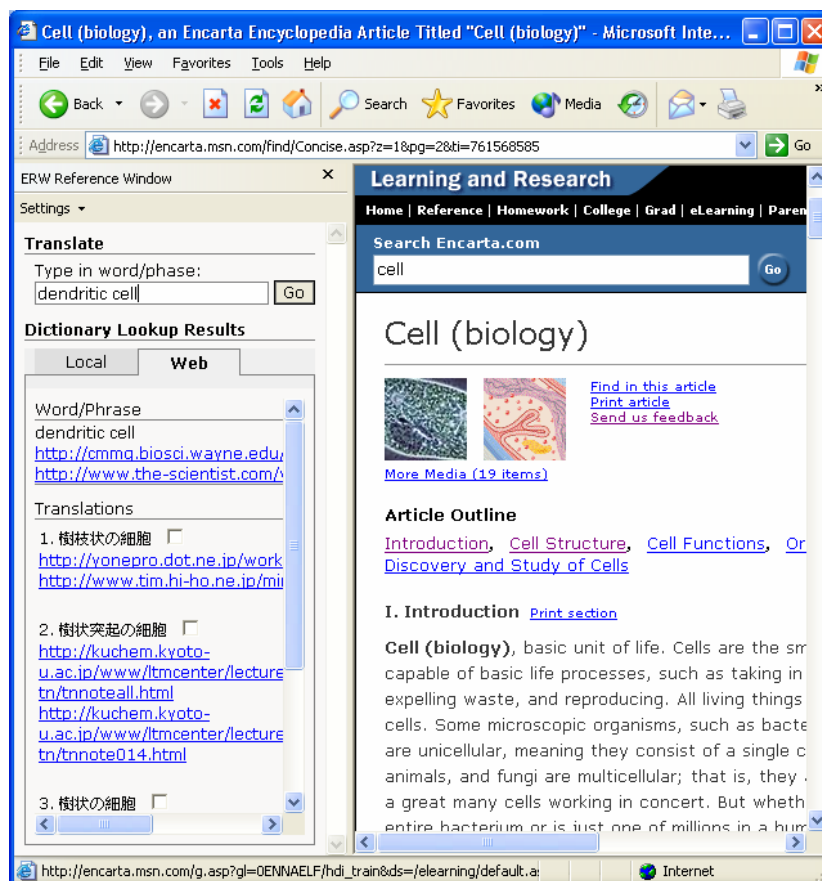 Cell (biology), an Encarta Encyclopedia Article Titled "Cell (biology)" - Microsoft Inte...
File Edit View Favorites Tools Help
Back Search Favorites Media
Address http://encarta.msn.com/find/Concise.asp?z=1&pg=2&ti=761568585 Go
ERW Reference Window
Settings
Translate
Type in word/phase:
dendritic cell Go
Dictionary Lookup Results
Local Web
Word/Phrase
dendritic cell
http://cmmg.biosci.wayne.edu/
http://www.the-scientist.com/
Translations
1. 樹枝状の細胞
http://yonepro.dot.ne.jp/work
http://www.tim.hi-ho.ne.jp/mi
2. 樹状突起の細胞
http://kuchem.kyoto-
u.ac.jp/www/ltmcenter/lecture
tn/tnnoteall.html
http://kuchem.kyoto-
u.ac.jp/www/ltmcenter/lecture
tn/tnnote014.html
3. 樹状の細胞
Learning and Research
Home | Reference | Homework | College | Grad | eLearning | Paren
Search Encarta.com
cell Go
Cell (biology)
Find in this article
Print article
Send us feedback
More Media (19 items)
Article Outline
Introduction, Cell Structure, Cell Functions, Or
Discovery and Study of Cells
I. Introduction Print section
Cell (biology), basic unit of life. Cells are the sm
capable of basic life processes, such as taking in
expelling waste, and reproducing. All living things
cells. Some microscopic organisms, such as bacte
are unicellular, meaning they consist of a single c
animals, and fungi are multicellular; that is, they
a great many cells working in concert. But wheth
entire bacterium or is just one of millions in a hum
http://encarta.msn.com/g.asp?gl=0ENNAELF/hdi_train&ds=/elearning/default.a Internet